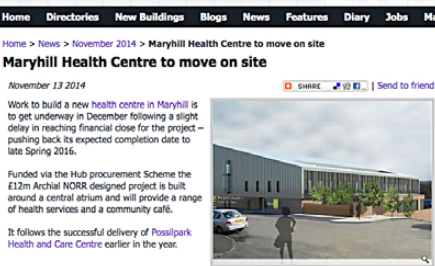 Home Directories New Buildings Blogs News Features Diary Jobs
Home > News > November 2014 > Maryhill Health Centre to move on site
Maryhill Health Centre to move on site
November 13 2014
SHARE | Send to friend
Work to build a new health centre in Maryhill is
to get underway in December following a slight
delay in reaching financial close for the project –
pushing back its expected completion date to
late Spring 2016.
Funded via the Hub procurement Scheme the
£12m Archial NORR designed project is built
around a central atrium and will provide a range
of health services and a community café.
It follows the successful delivery of Possilpark
Health and Care Centre earlier in the year.